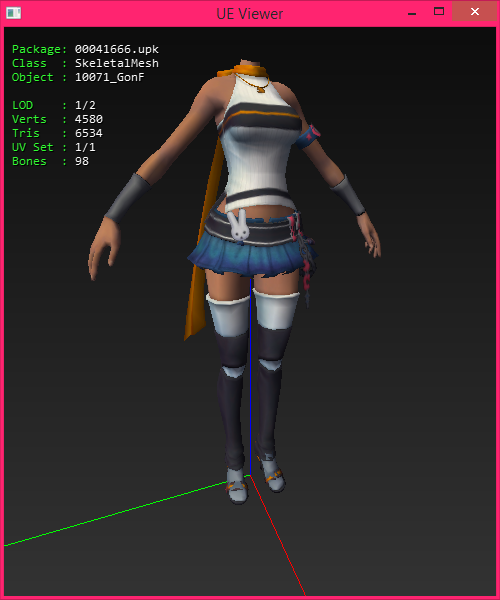 UE Viewer
Package: 00041666.upk
Class : SkeletalMesh
Object : 10071_GonF
LOD : 1/2
Verts : 4580
Tris : 6534
UV Set : 1/1
Bones : 98